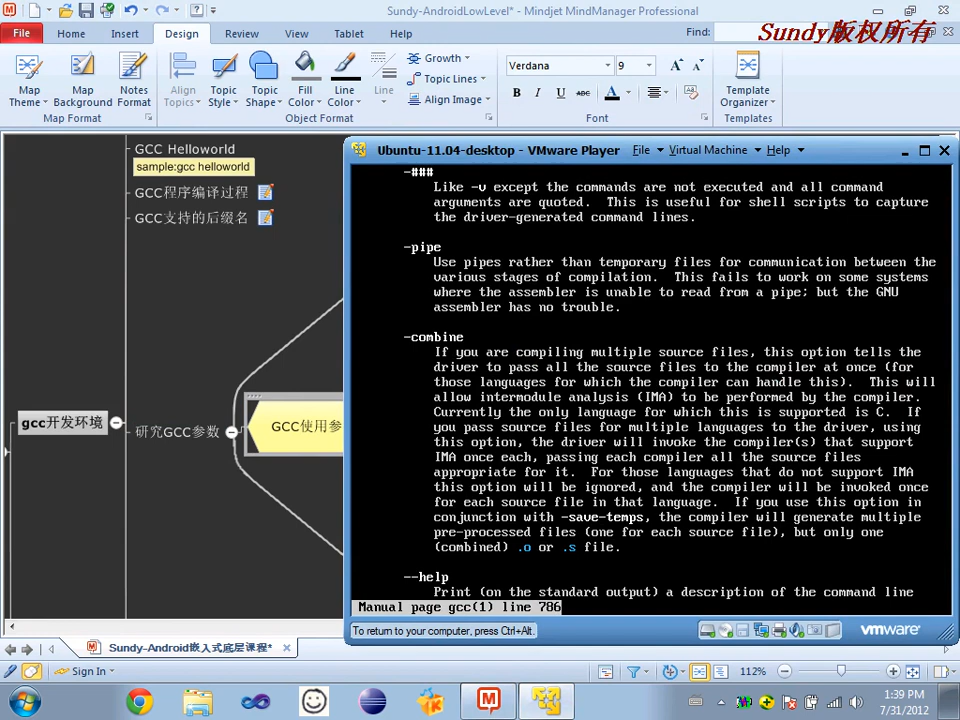 Sundy-AndroidLowLevel* - Mindjet MindManager Professional
Sundy版权所有
File Home Insert Design Review View Tablet Help Find:
Map Theme
Map Background
Notes Format
Align Topics
Topic Style
Topic Shape
Fill Color
Line Color
Line
Growth
Topic Lines
Align Image
Verdana 9
B I U ABC A
Template Organizer
Map Format Object Format Font Templates
GCC Helloworld
sample:gcc helloworld
GCC程序编译过程
GCC支持的后缀名
gcc开发环境
研究GCC参数
GCC使用参
Ubuntu-11.04-desktop - VMware Player File Virtual Machine Help
-###
Like -v except the commands are not executed and all command
arguments are quoted.  This is useful for shell scripts to capture
the driver-generated command lines.
-pipe
Use pipes rather than temporary files for communication between the
various stages of compilation.  This fails to work on some systems
where the assembler is unable to read from a pipe; but the GNU
assembler has no trouble.
-combine
If you are compiling multiple source files, this option tells the
driver to pass all the source files to the compiler at once (for
those languages for which the compiler can handle this).  This will
allow intermodule analysis (IMA) to be performed by the compiler.
Currently the only language for which this is supported is C.  If
you pass source files for multiple languages to the driver, using
this option, the driver will invoke the compiler(s) that support
IMA once each, passing each compiler all the source files
appropriate for it.  For those languages that do not support IMA
this option will be ignored, and the compiler will be invoked once
for each source file in that language.  If you use this option in
conjunction with -save-temps, the compiler will generate multiple
pre-processed files (one for each source file), but only one
(combined) .o or .s file.
--help
Print (on the standard output) a description of the command line
Manual page gcc(1) line 786
To return to your computer, press Ctrl+Alt.
vmware
Sundy-Android嵌入式底层课程*
Sign In
112%
1:39 PM
7/31/2012